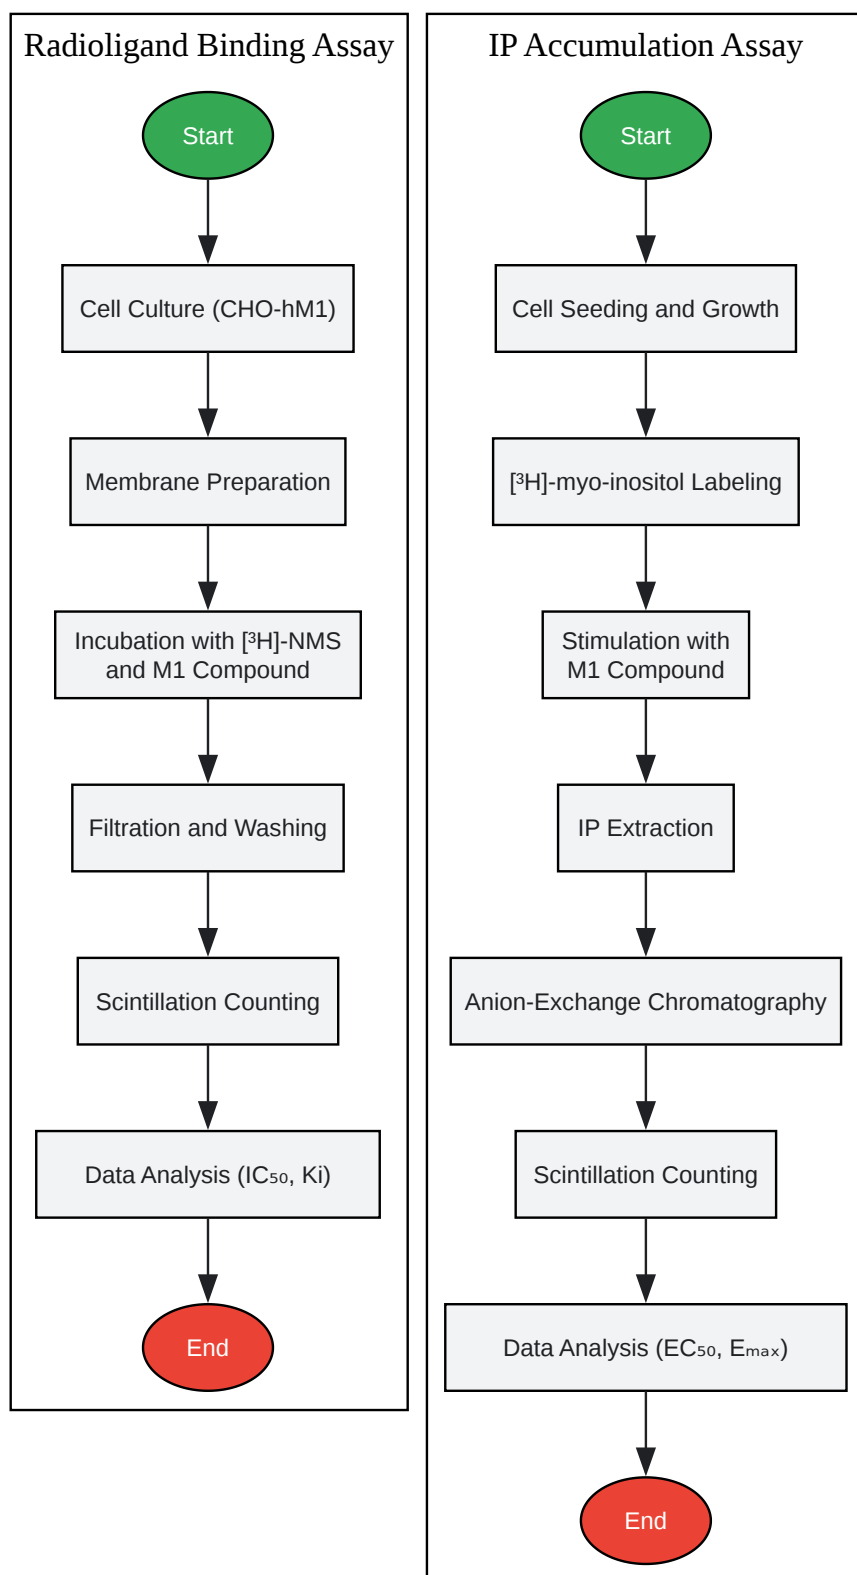 Radioligand Binding Assay
Start
Cell Culture (CHO-hM1)
Membrane Preparation
Incubation with [³H]-NMS
and M1 Compound
Filtration and Washing
Scintillation Counting
Data Analysis (IC₅₀, Ki)
End
IP Accumulation Assay
Start
Cell Seeding and Growth
[³H]-myo-inositol Labeling
Stimulation with
M1 Compound
IP Extraction
Anion-Exchange Chromatography
Scintillation Counting
Data Analysis (EC₅₀, Eₘₐₓ)
End